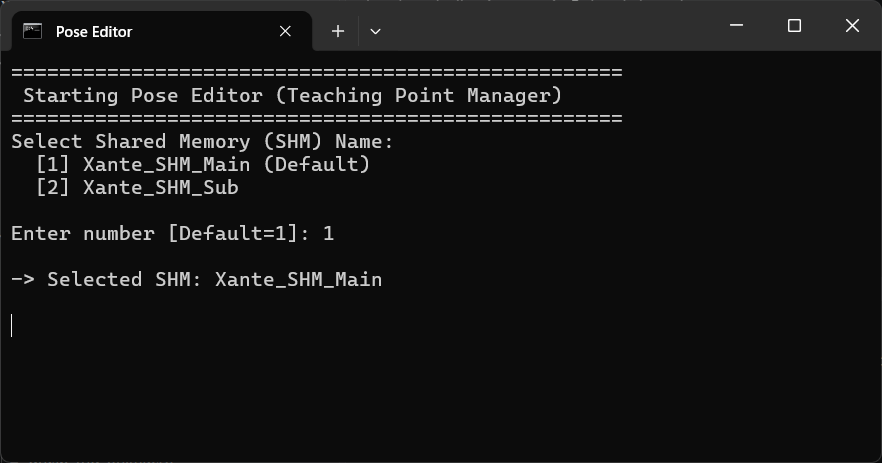 Pose Editor
===================================================
Starting Pose Editor (Teaching Point Manager)
===================================================
Select Shared Memory (SHM) Name:
[1] Xante_SHM_Main (Default)
[2] Xante_SHM_Sub
Enter number [Default=1]: 1
-> Selected SHM: Xante_SHM_Main